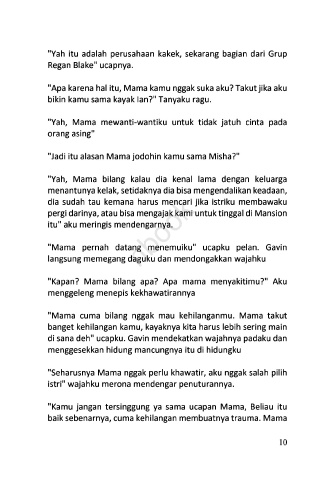 "Yah itu adalah perusahaan kakek, sekarang bagian dari Grup
Regan Blake" ucapnya.
"Apa karena hal itu, Mama kamu nggak suka aku? Takut jika aku
bikin kamu sama kayak Ian?" Tanyaku ragu.
"Yah, Mama mewanti-wantiku untuk tidak jatuh cinta pada
orang asing"
"Jadi itu alasan Mama jodohin kamu sama Misha?"
"Yah, Mama bilang kalau dia kenal lama dengan keluarga
menantunya kelak, setidaknya dia bisa mengendalikan keadaan,
dia sudah tau kemana harus mencari jika istriku membawaku
pergi darinya, atau bisa mengajak kami untuk tinggal di Mansion
itu" aku meringis mendengarnya.
"Mama pernah datang menemuiku" ucapku pelan. Gavin
langsung memegang daguku dan mendongakkan wajahku
"Kapan? Mama bilang apa? Apa mama menyakitimu?" Aku
menggeleng menepis kekhawatirannya
"Mama cuma bilang nggak mau kehilanganmu. Mama takut
banget kehilangan kamu, kayaknya kita harus lebih sering main
di sana deh" ucapku. Gavin mendekatkan wajahnya padaku dan
menggesekkan hidung mancungnya itu di hidungku
"Seharusnya Mama nggak perlu khawatir, aku nggak salah pilih
istri" wajahku merona mendengar penuturannya.
"Kamu jangan tersinggung ya sama ucapan Mama, Beliau itu
baik sebenarnya, cuma kehilangan membuatnya trauma. Mama
10